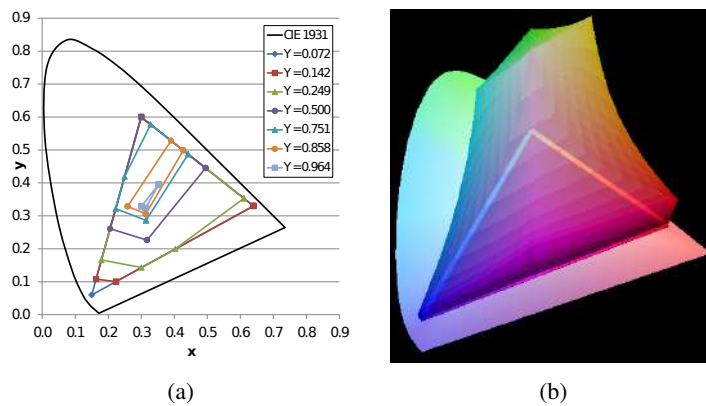 0.9
0.8
0.7
0.6
0.5
0.4
0.3
0.2
0.1
0.0
y
0.0 0.1 0.2 0.3 0.4 0.5 0.6 0.7 0.8 0.9
x
CIE 1931
Y=0.072
Y=0.142
Y=0.249
Y=0.500
Y=0.751
Y=0.858
Y=0.964
(a)
(b)